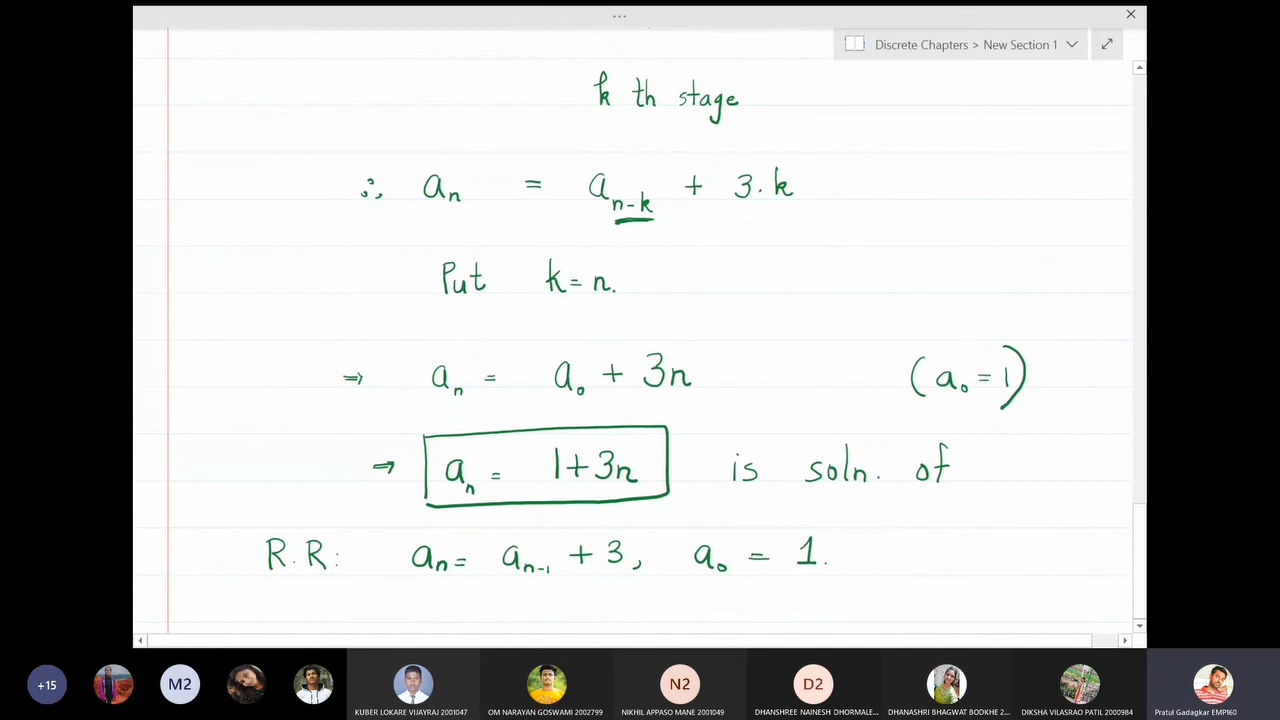 Discrete Chapters > New Section 1
k th stage
∴ aₙ = aₙ₋ₖ + 3.k
Put k = n.
⇒ aₙ = a₀ + 3n (a₀ = 1)
⇒ aₙ = 1+3n is soln. of
R.R: aₙ = aₙ₋₁ + 3, a₀ = 1.
+15 M2 N2 D2
KUBER LOKARE VIJAYRAJ 2001047 OM NARAYAN GOSWAMI 2002799 NIKHIL APPASO MANE 2001049 DHANSHREE NAINESH DHORMALE... DHANASHRI BHAGWAT BODKHE 2... DIKSHA VILASRAO PATIL 2000984 Pratul Gadagkar EMP160